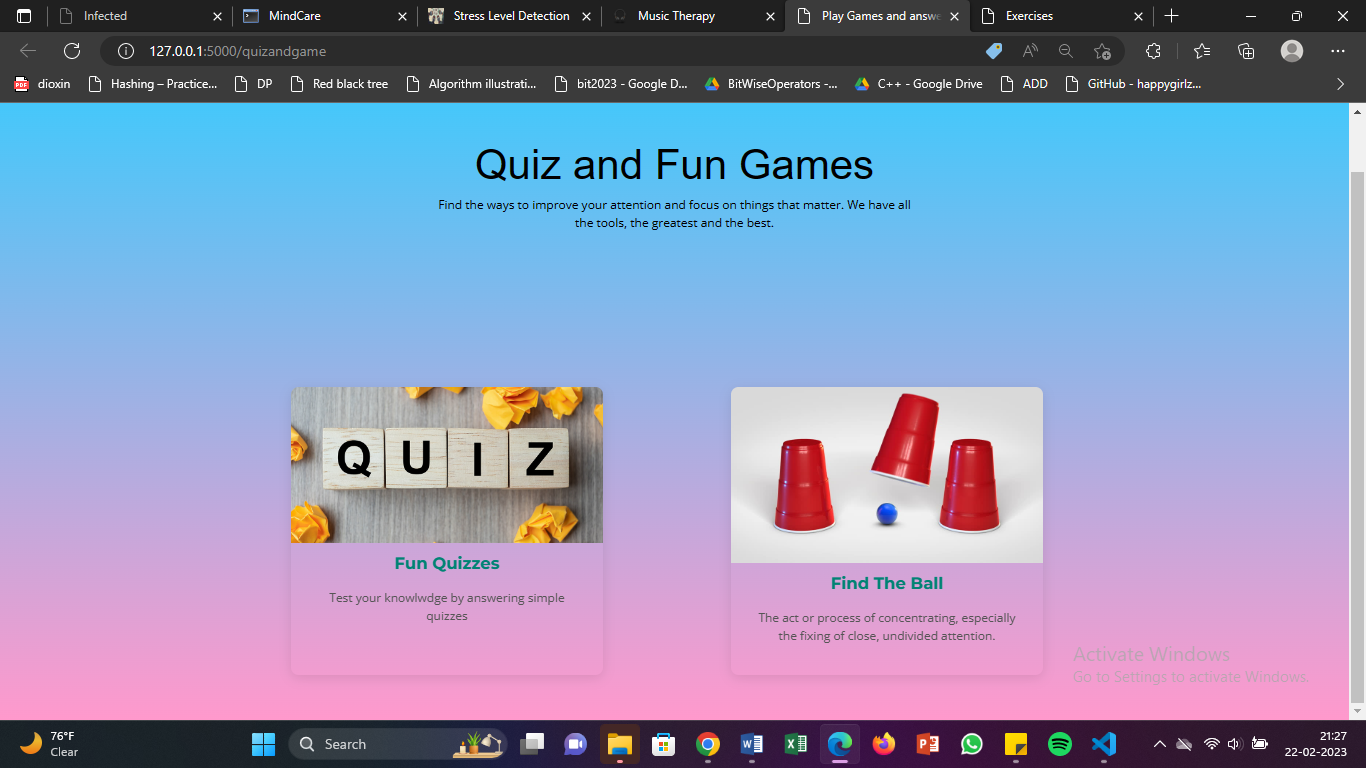 Infected
MindCare
Stress Level Detection
Music Therapy
Play Games and answe
Exercises
127.0.0.1:5000/quizandgame
dioxin
Hashing – Practice...
DP
Red black tree
Algorithm illustrati...
bit2023 - Google D...
BitWiseOperators -...
C++ - Google Drive
ADD
GitHub - happygirlz...
Quiz and Fun Games
Find the ways to improve your attention and focus on things that matter. We have all
the tools, the greatest and the best.
QUIZ
Fun Quizzes
Test your knowlwdge by answering simple
quizzes
Find The Ball
The act or process of concentrating, especially
the fixing of close, undivided attention.
Activate Windows
Go to Settings to activate Windows.
76°F
Clear
Search
21:27
22-02-2023